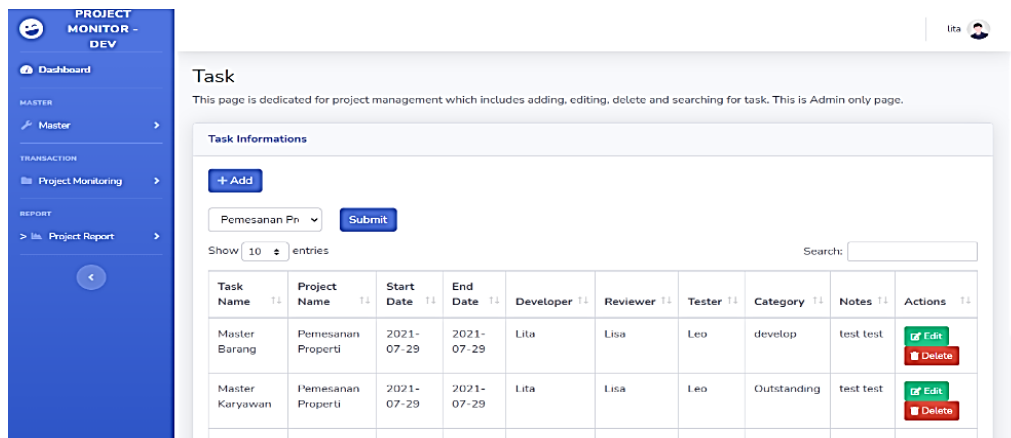 PROJECT
MONITOR -
DEV
lita
Dashboard
MASTER
Master
TRANSACTION
Project Monitoring
REPORT
> Project Report
Task
This page is dedicated for project management which includes adding, editing, delete and searching for task. This is Admin only page.
Task Informations
+ Add
Pemesanan Pr Submit
Show 10 entries Search:
Task Name Project Name Start Date End Date Developer Reviewer Tester Category Notes Actions
Master Barang Pemesanan Properti 2021-07-29 2021-07-29 Lita Lisa Leo develop test test Edit Delete
Master Karyawan Pemesanan Properti 2021-07-29 2021-07-29 Lita Lisa Leo Outstanding test test Edit Delete